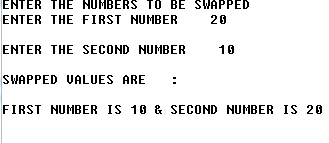 ENTER THE NUMBERS TO BE SWAPPED
ENTER THE FIRST NUMBER    20
ENTER THE SECOND NUMBER    10
SWAPPED VALUES ARE   :
FIRST NUMBER IS 10 & SECOND NUMBER IS 20